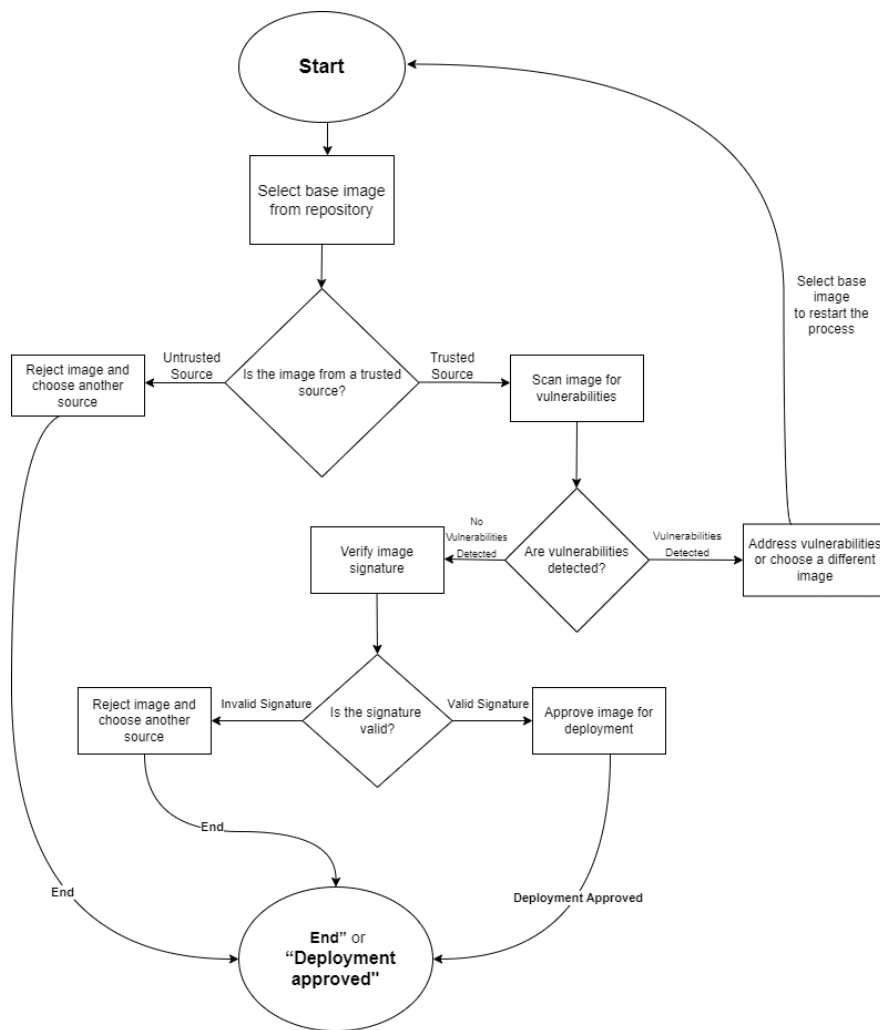 Start
Select base image
from repository
Select base
image
to restart the
process
Is the image from a trusted
source?
Untrusted
Source
Trusted
Source
Reject image and
choose another
source
Scan image for
vulnerabilities
Are vulnerabilities
detected?
No
Vulnerabilities
Detected
Vulnerabilities
Detected
Verify image
signature
Address vulnerabilities
or choose a different
image
Is the signature
valid?
Invalid Signature
Valid Signature
Reject image and
choose another
source
Approve image for
deployment
End
End
Deployment Approved
End” or
“Deployment
approved"